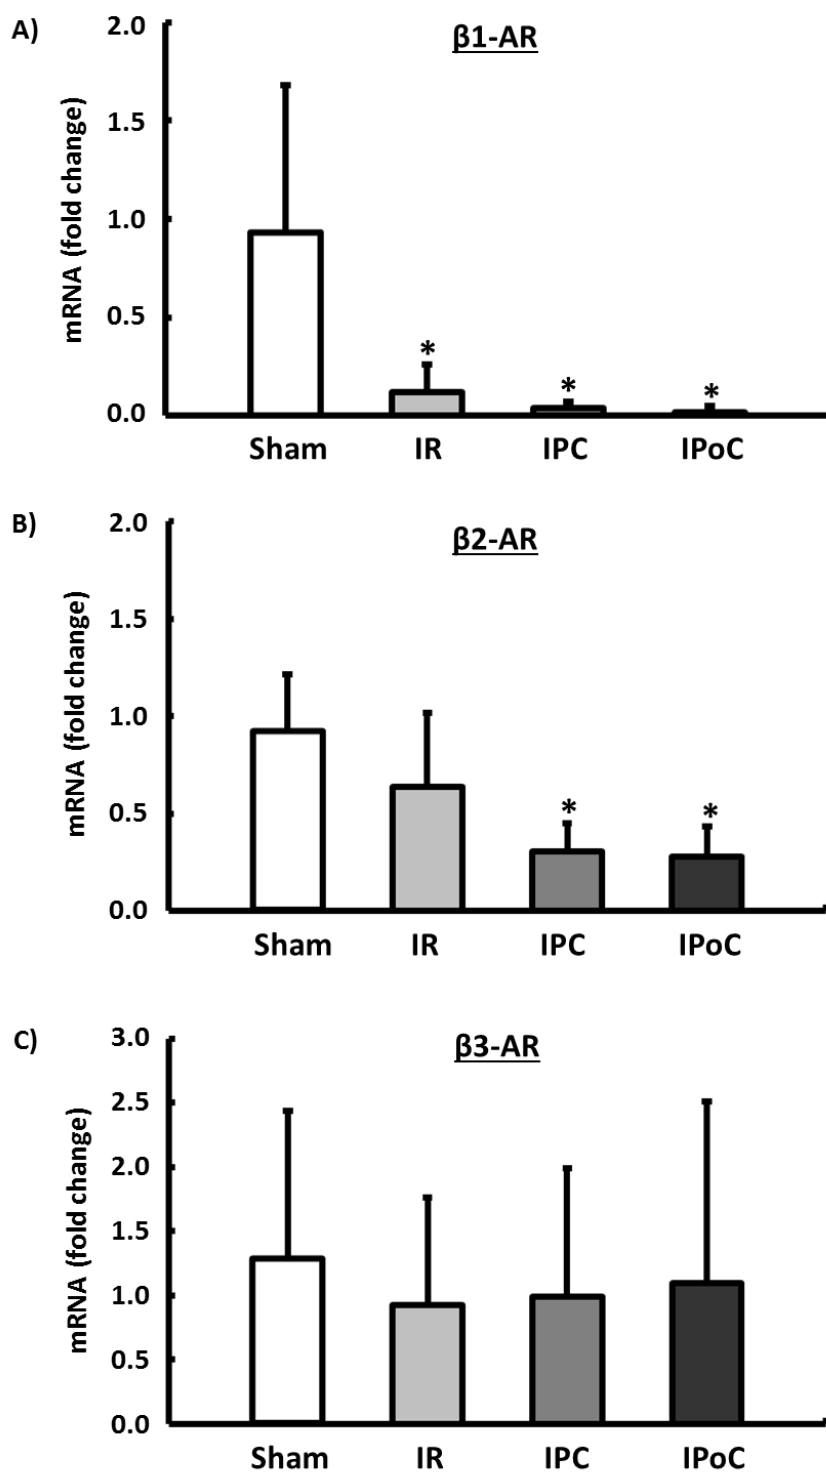 A)
β1-AR
mRNA (fold change)
2.0
1.5
1.0
0.5
0.0
*
*
*
Sham IR IPC IPoC
B)
β2-AR
mRNA (fold change)
2.0
1.5
1.0
0.5
0.0
*
*
Sham IR IPC IPoC
C)
β3-AR
mRNA (fold change)
3.0
2.5
2.0
1.5
1.0
0.5
0.0
Sham IR IPC IPoC